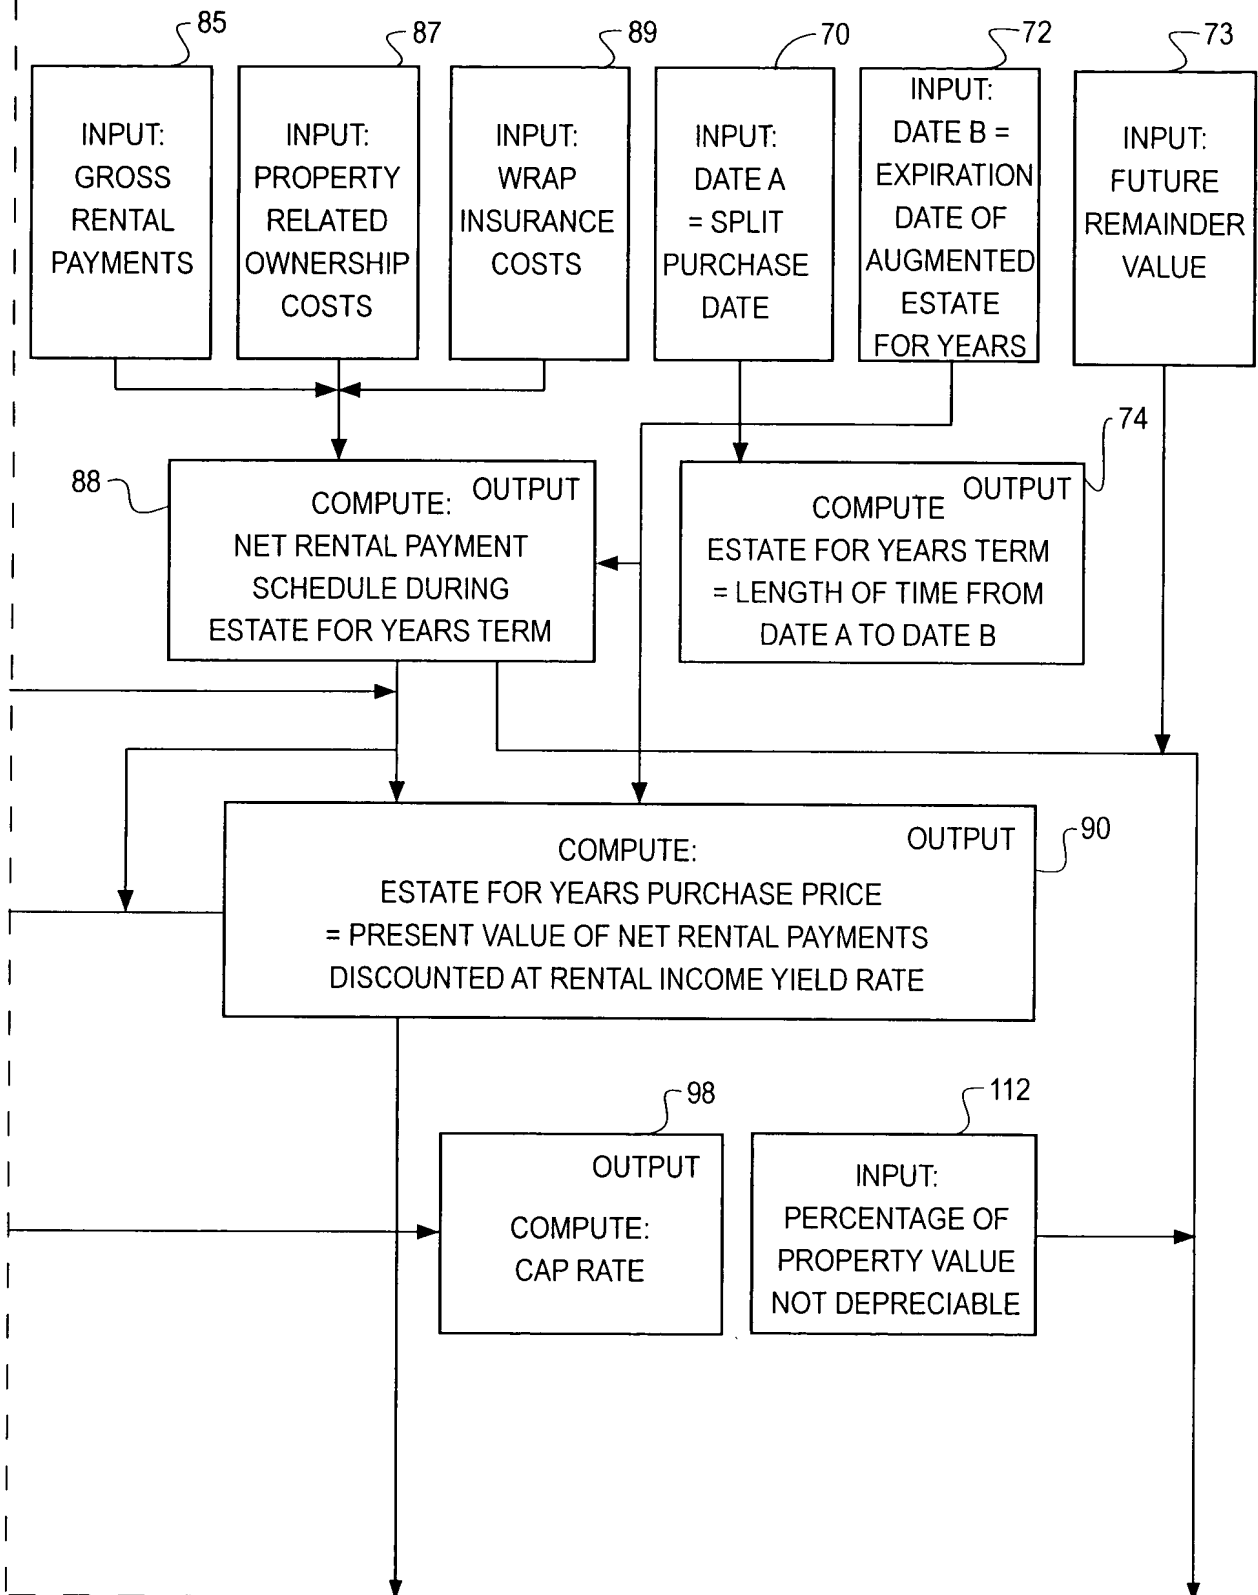 85
87
89
70
72
73
INPUT:
GROSS
RENTAL
PAYMENTS
INPUT:
PROPERTY
RELATED
OWNERSHIP
COSTS
INPUT:
WRAP
INSURANCE
COSTS
INPUT:
DATE A
= SPLIT
PURCHASE
DATE
INPUT:
DATE B =
EXPIRATION
DATE OF
AUGMENTED
ESTATE
FOR YEARS
INPUT:
FUTURE
REMAINDER
VALUE
88
OUTPUT
COMPUTE:
NET RENTAL PAYMENT
SCHEDULE DURING
ESTATE FOR YEARS TERM
74
OUTPUT
COMPUTE
ESTATE FOR YEARS TERM
= LENGTH OF TIME FROM
DATE A TO DATE B
90
OUTPUT
COMPUTE:
ESTATE FOR YEARS PURCHASE PRICE
= PRESENT VALUE OF NET RENTAL PAYMENTS
DISCOUNTED AT RENTAL INCOME YIELD RATE
98
OUTPUT
COMPUTE:
CAP RATE
112
INPUT:
PERCENTAGE OF
PROPERTY VALUE
NOT DEPRECIABLE